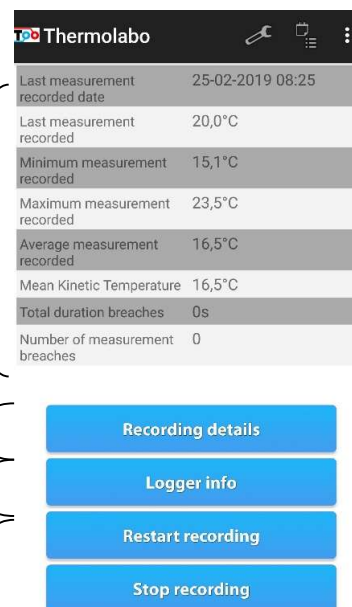 Tob Thermolabo
Last measurement 25-02-2019 08:25
recorded date
Last measurement 20,0°C
recorded
Minimum measurement 15,1°C
recorded
Maximum measurement 23,5°C
recorded
Average measurement 16,5°C
recorded
Mean Kinetic Temperature 16,5°C
Total duration breaches 0s
Number of measurement 0
breaches
Recording details
Logger info
Restart recording
Stop recording